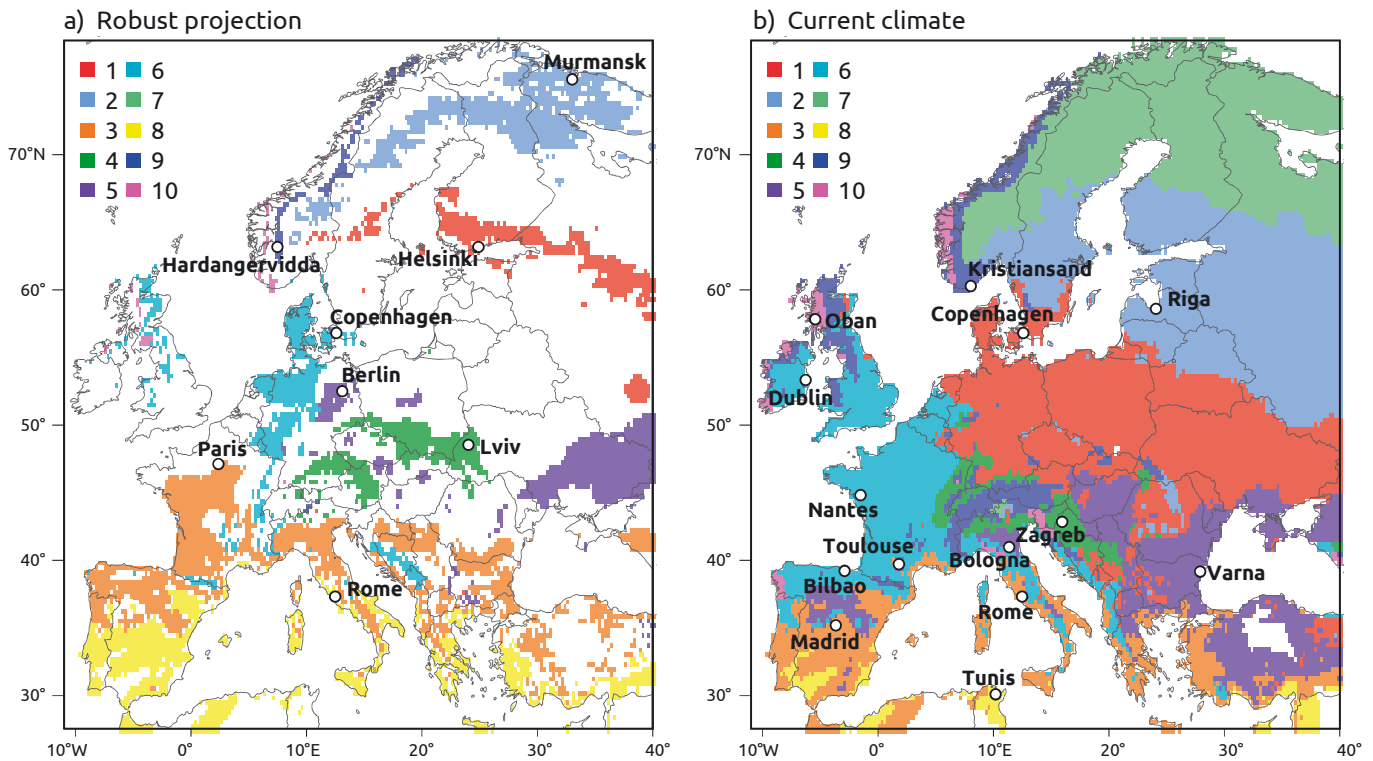 a) Robust projection
b) Current climate
1 6
2 7
3 8
4 9
5 10
Murmansk
Hardangervidda
Helsinki
Copenhagen
Berlin
Paris
Lviv
Rome
70°N
60°
50°
40°
30°
10°W 0° 10°E 20° 30° 40°
1 6
2 7
3 8
4 9
5 10
Kristiansand
Riga
Copenhagen
Oban
Dublin
Nantes
Zagreb
Toulouse
Bologna
Bilbao
Varna
Rome
Madrid
Tunis
70°N
60°
50°
40°
30°
10°W 0° 10°E 20° 30° 40°